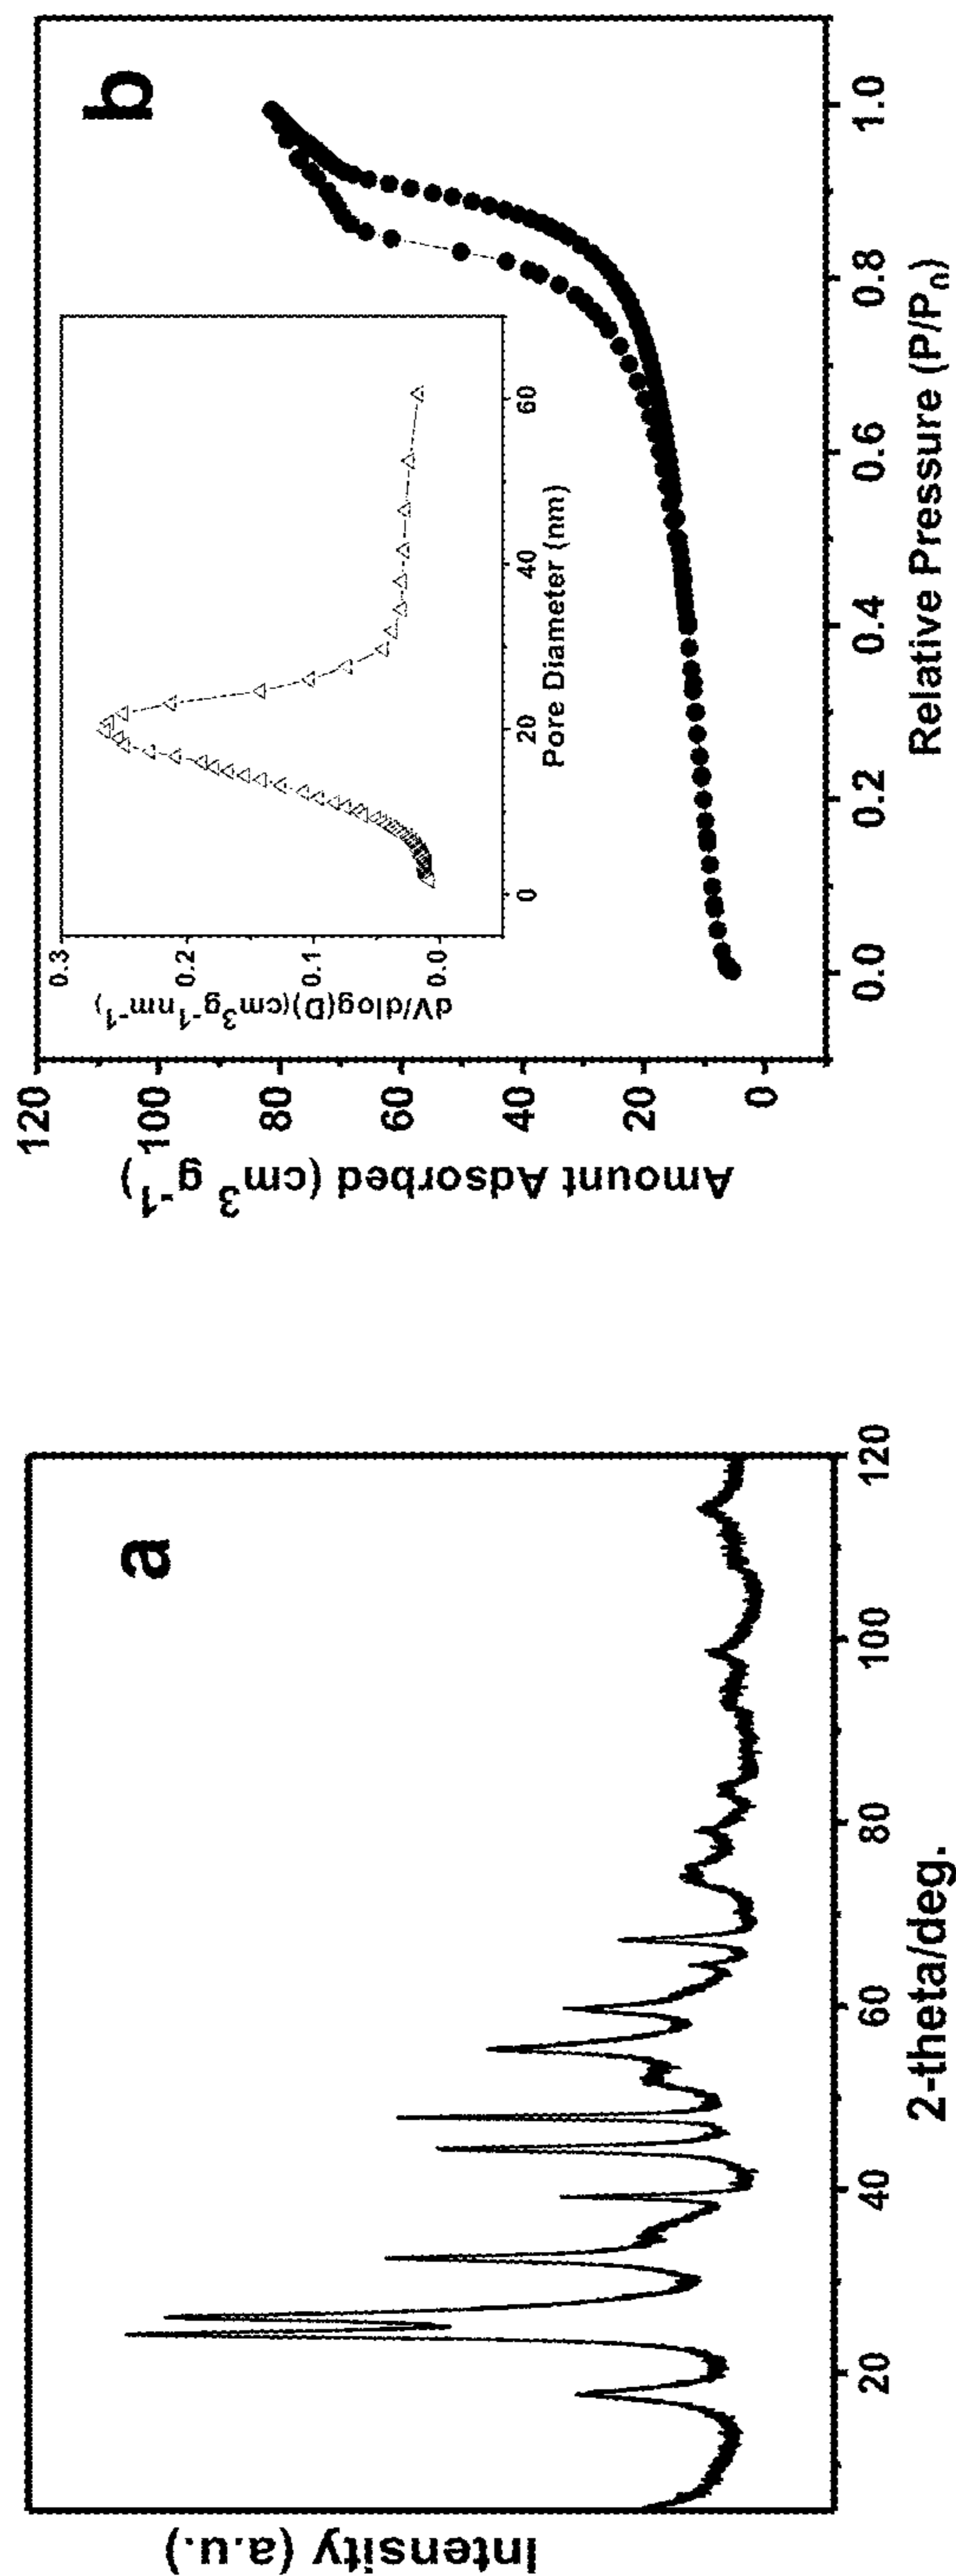 a
Intensity (a.u.)
20 40 60 80 100 120
2-theta/deg.
b
Amount Adsorbed (cm³g⁻¹)
120
100
80
60
40
20
0
0.0 0.2 0.4 0.6 0.8 1.0
Relative Pressure (P/P₀)
dV/dlog(D)(cm³g⁻¹nm⁻¹)
0.3
0.2
0.1
0.0
0 20 40 60
Pore Diameter (nm)